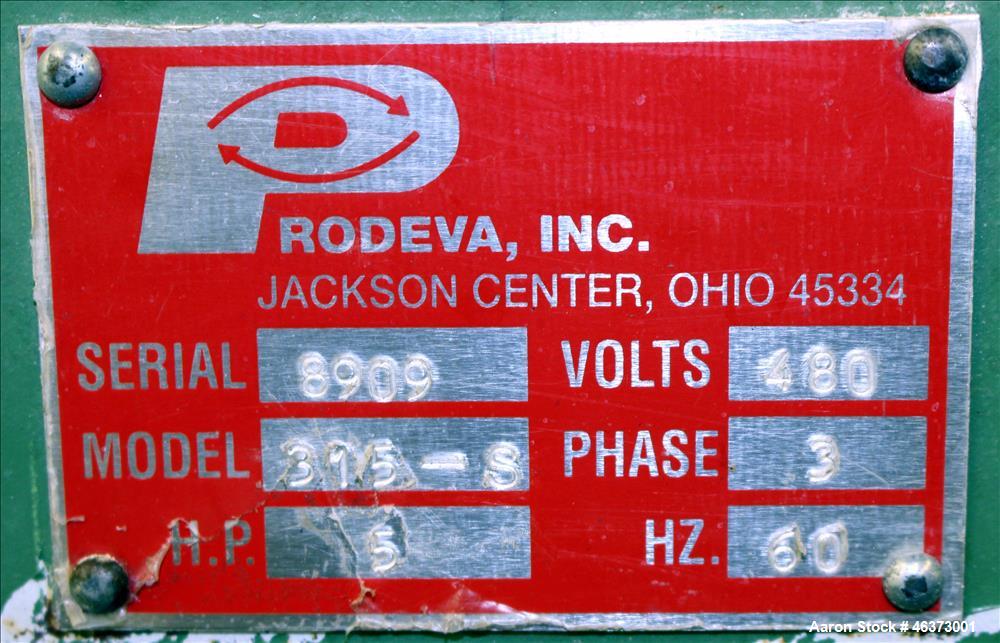 PRODEVA, INC.
JACKSON CENTER, OHIO 45334
SERIAL 8909 VOLTS 480
MODEL 315-S PHASE 3
H.P. 5 HZ. 60
Aaron Stock # 46373001